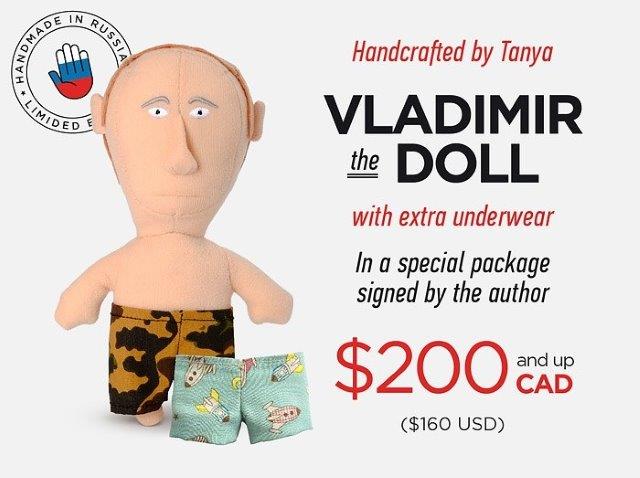 HANDMADE IN RUSSIA
LIMIDED E
Handcrafted by Tanya
VLADIMIR
the DOLL
with extra underwear
In a special package
signed by the author
$200 and up
CAD
($160 USD)